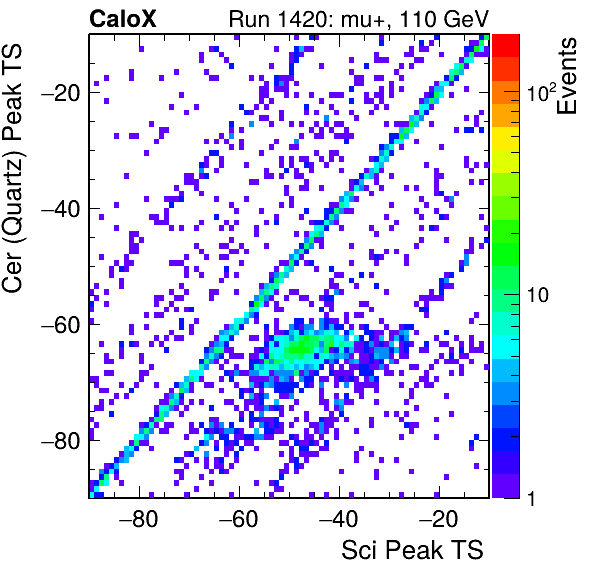 CaloX Run 1420: mu+, 110 GeV
Cer (Quartz) Peak TS
−20
−40
−60
−80
−80 −60 −40 −20
Sci Peak TS
Events
10²
10
1